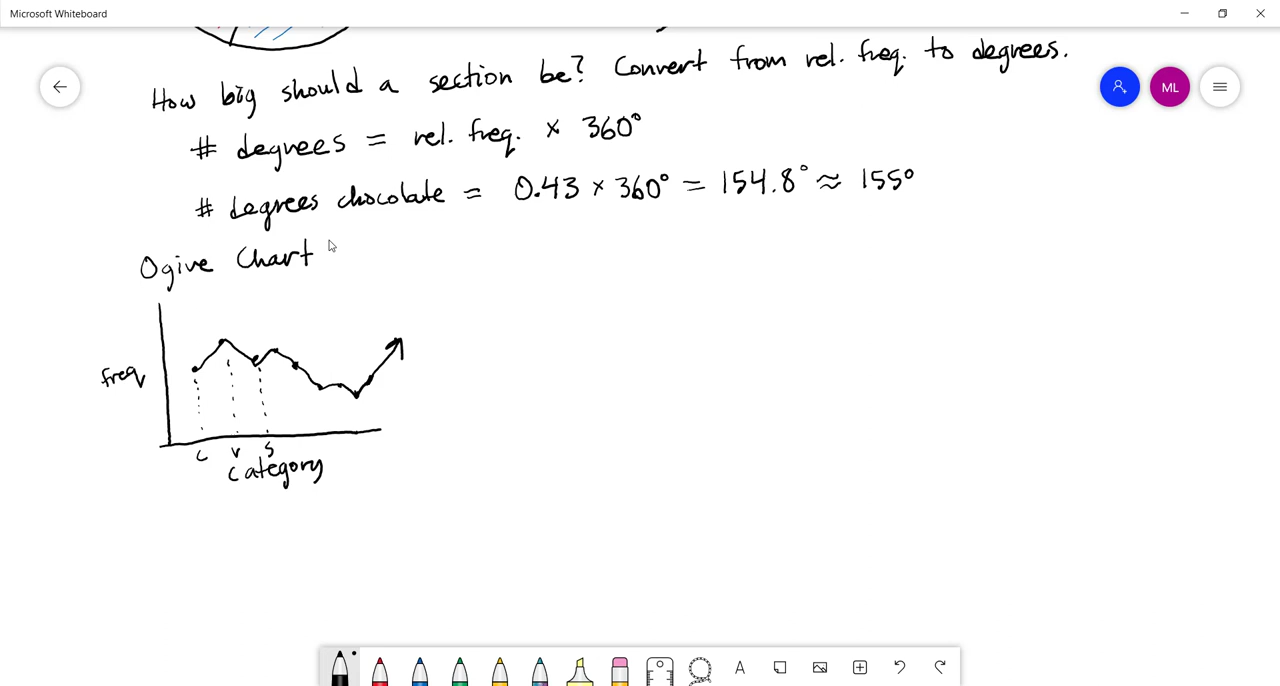 Microsoft Whiteboard
How big should a section be? Convert from rel. freq. to degrees.
ML
# degrees = rel. freq. × 360°
# degrees chocolate = 0.43 × 360° = 154.8° ≈ 155°
Ogive Chart
freq
C V S
Category
A